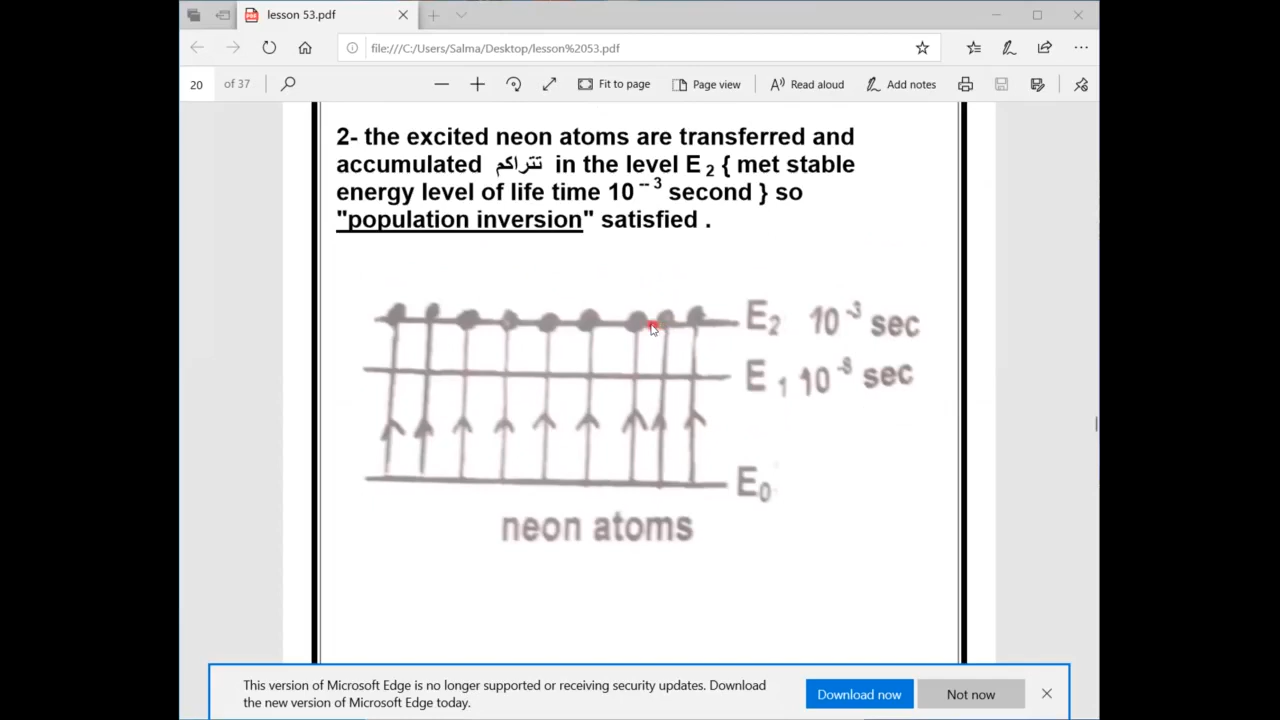 lesson 53.pdf
file:///C:/Users/Salma/Desktop/lesson%2053.pdf
20 of 37
Fit to page
Page view
Read aloud
Add notes
2- the excited neon atoms are transferred and
accumulated تتراكم in the level E 2 { met stable
energy level of life time 10 -- 3 second } so
"population inversion" satisfied .
E2 10 -3 sec
E 1 10 -8 sec
E0
neon atoms
This version of Microsoft Edge is no longer supported or receiving security updates. Download
the new version of Microsoft Edge today.
Download now
Not now